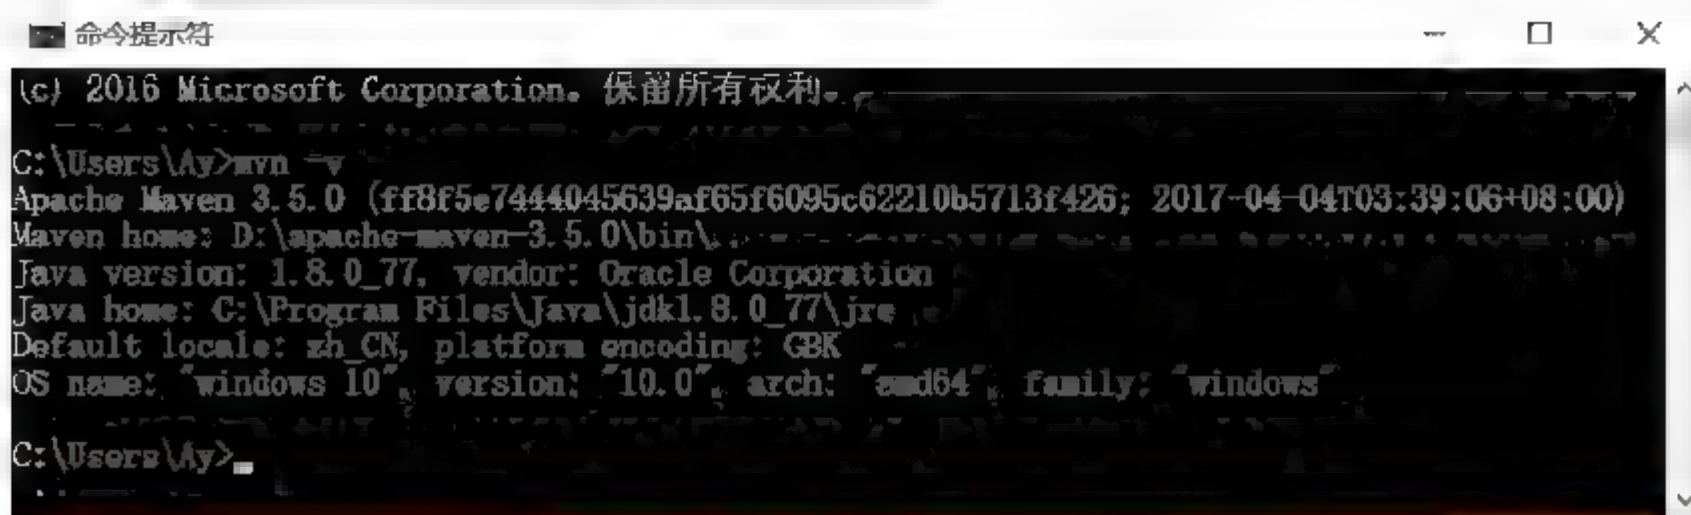 命令提示符
(c) 2016 Microsoft Corporation。保留所有权利。
C:\Users\Ay>mvn -v
Apache Maven 3.5.0 (ff8f5e7444045639af65f6095c62210b5713f426; 2017-04-04T03:39:06+08:00)
Maven home: D:\apache-maven-3.5.0\bin\..
Java version: 1.8.0_77, vendor: Oracle Corporation
Java home: C:\Program Files\Java\jdk1.8.0_77\jre
Default locale: zh_CN, platform encoding: GBK
OS name: "windows 10", version: "10.0", arch: "amd64", family: "windows"
C:\Users\Ay>